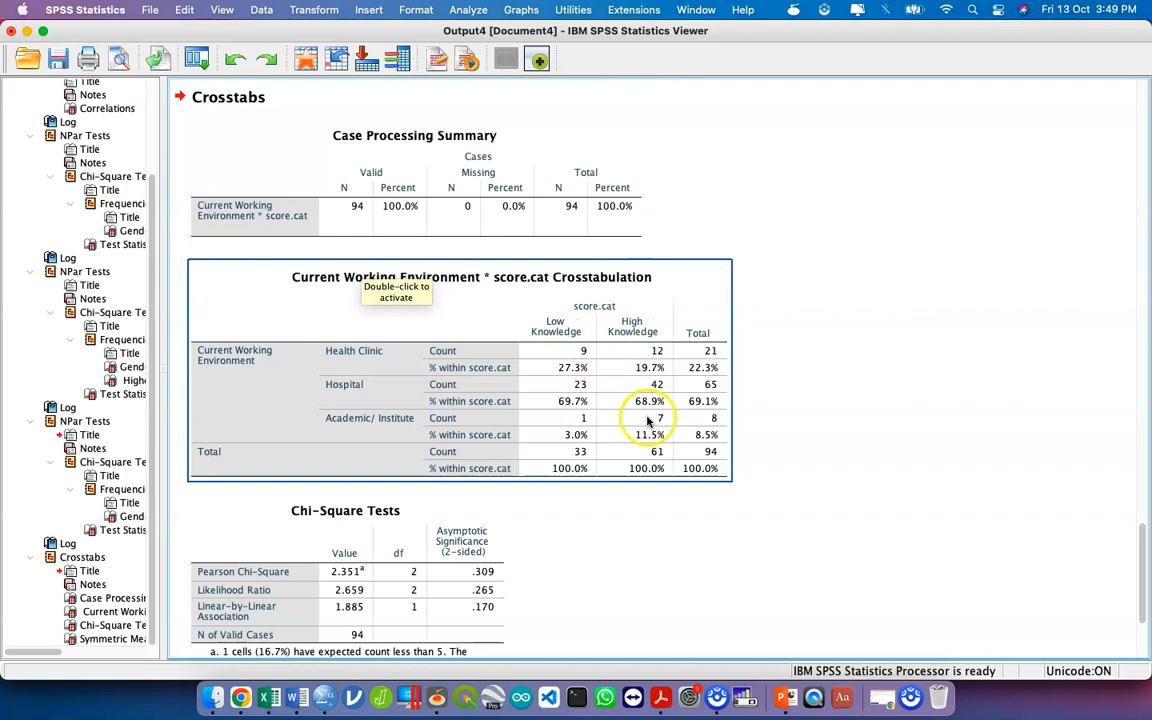 SPSS Statistics File Edit View Data Transform Insert Format Analyze Graphs Utilities Extensions Window Help Fri 13 Oct 3:49 PM
Output4 [Document4] - IBM SPSS Statistics Viewer
Title
Notes
Correlations
Log
NPar Tests
Title
Notes
Chi-Square Te
Title
Frequenci
Title
Gend
Test Statis
Log
NPar Tests
Title
Notes
Chi-Square Te
Title
Frequenci
Title
Gend
Highe
Test Statis
Log
NPar Tests
Title
Notes
Chi-Square Te
Title
Frequenci
Title
Gend
Test Statis
Log
Crosstabs
Title
Notes
Case Processin
Current Worki
Chi-Square Te
Symmetric Mea
Crosstabs
Case Processing Summary
Cases
Valid Missing Total
N Percent N Percent N Percent
Current Working Environment * score.cat 94 100.0% 0 0.0% 94 100.0%
Current Working Environment * score.cat Crosstabulation
Double-click to
activate
score.cat
Low Knowledge High Knowledge Total
Current Working Environment Health Clinic Count 9 12 21
% within score.cat 27.3% 19.7% 22.3%
Hospital Count 23 42 65
% within score.cat 69.7% 68.9% 69.1%
Academic/ Institute Count 1 7 8
% within score.cat 3.0% 11.5% 8.5%
Total Count 33 61 94
% within score.cat 100.0% 100.0% 100.0%
Chi-Square Tests
Value df Asymptotic Significance (2-sided)
Pearson Chi-Square 2.351a 2 .309
Likelihood Ratio 2.659 2 .265
Linear-by-Linear Association 1.885 1 .170
N of Valid Cases 94
a. 1 cells (16.7%) have expected count less than 5. The
IBM SPSS Statistics Processor is ready Unicode:ON